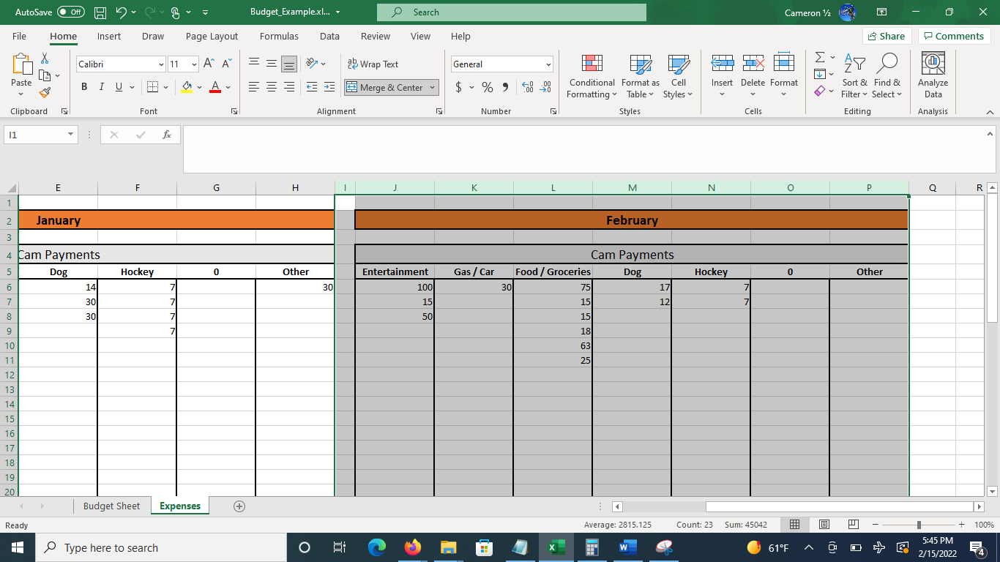 AutoSave Off Budget_Example.xl... Search Cameron ½
File Home Insert Draw Page Layout Formulas Data Review View Help Share Comments
Calibri 11 Wrap Text General
Paste B I U A Merge & Center $ % Conditional Formatting Format as Table Cell Styles Insert Delete Format Sort & Filter Find & Select Analyze Data
Clipboard Font Alignment Number Styles Cells Editing Analysis
I1 fx
E F G H I J K L M N O P Q R
1
2 January February
3
4 Cam Payments Cam Payments
5 Dog Hockey 0 Other Entertainment Gas / Car Food / Groceries Dog Hockey 0 Other
6 14 7 30 100 30 75 17 7
7 30 7 15 15 12 7
8 30 7 50 15
9 7 18
10 63
11 25
12
13
14
15
16
17
18
19
20
Budget Sheet Expenses
Ready Average: 2815.125 Count: 23 Sum: 45042 100%
Type here to search 61°F 5:45 PM
2/15/2022 4